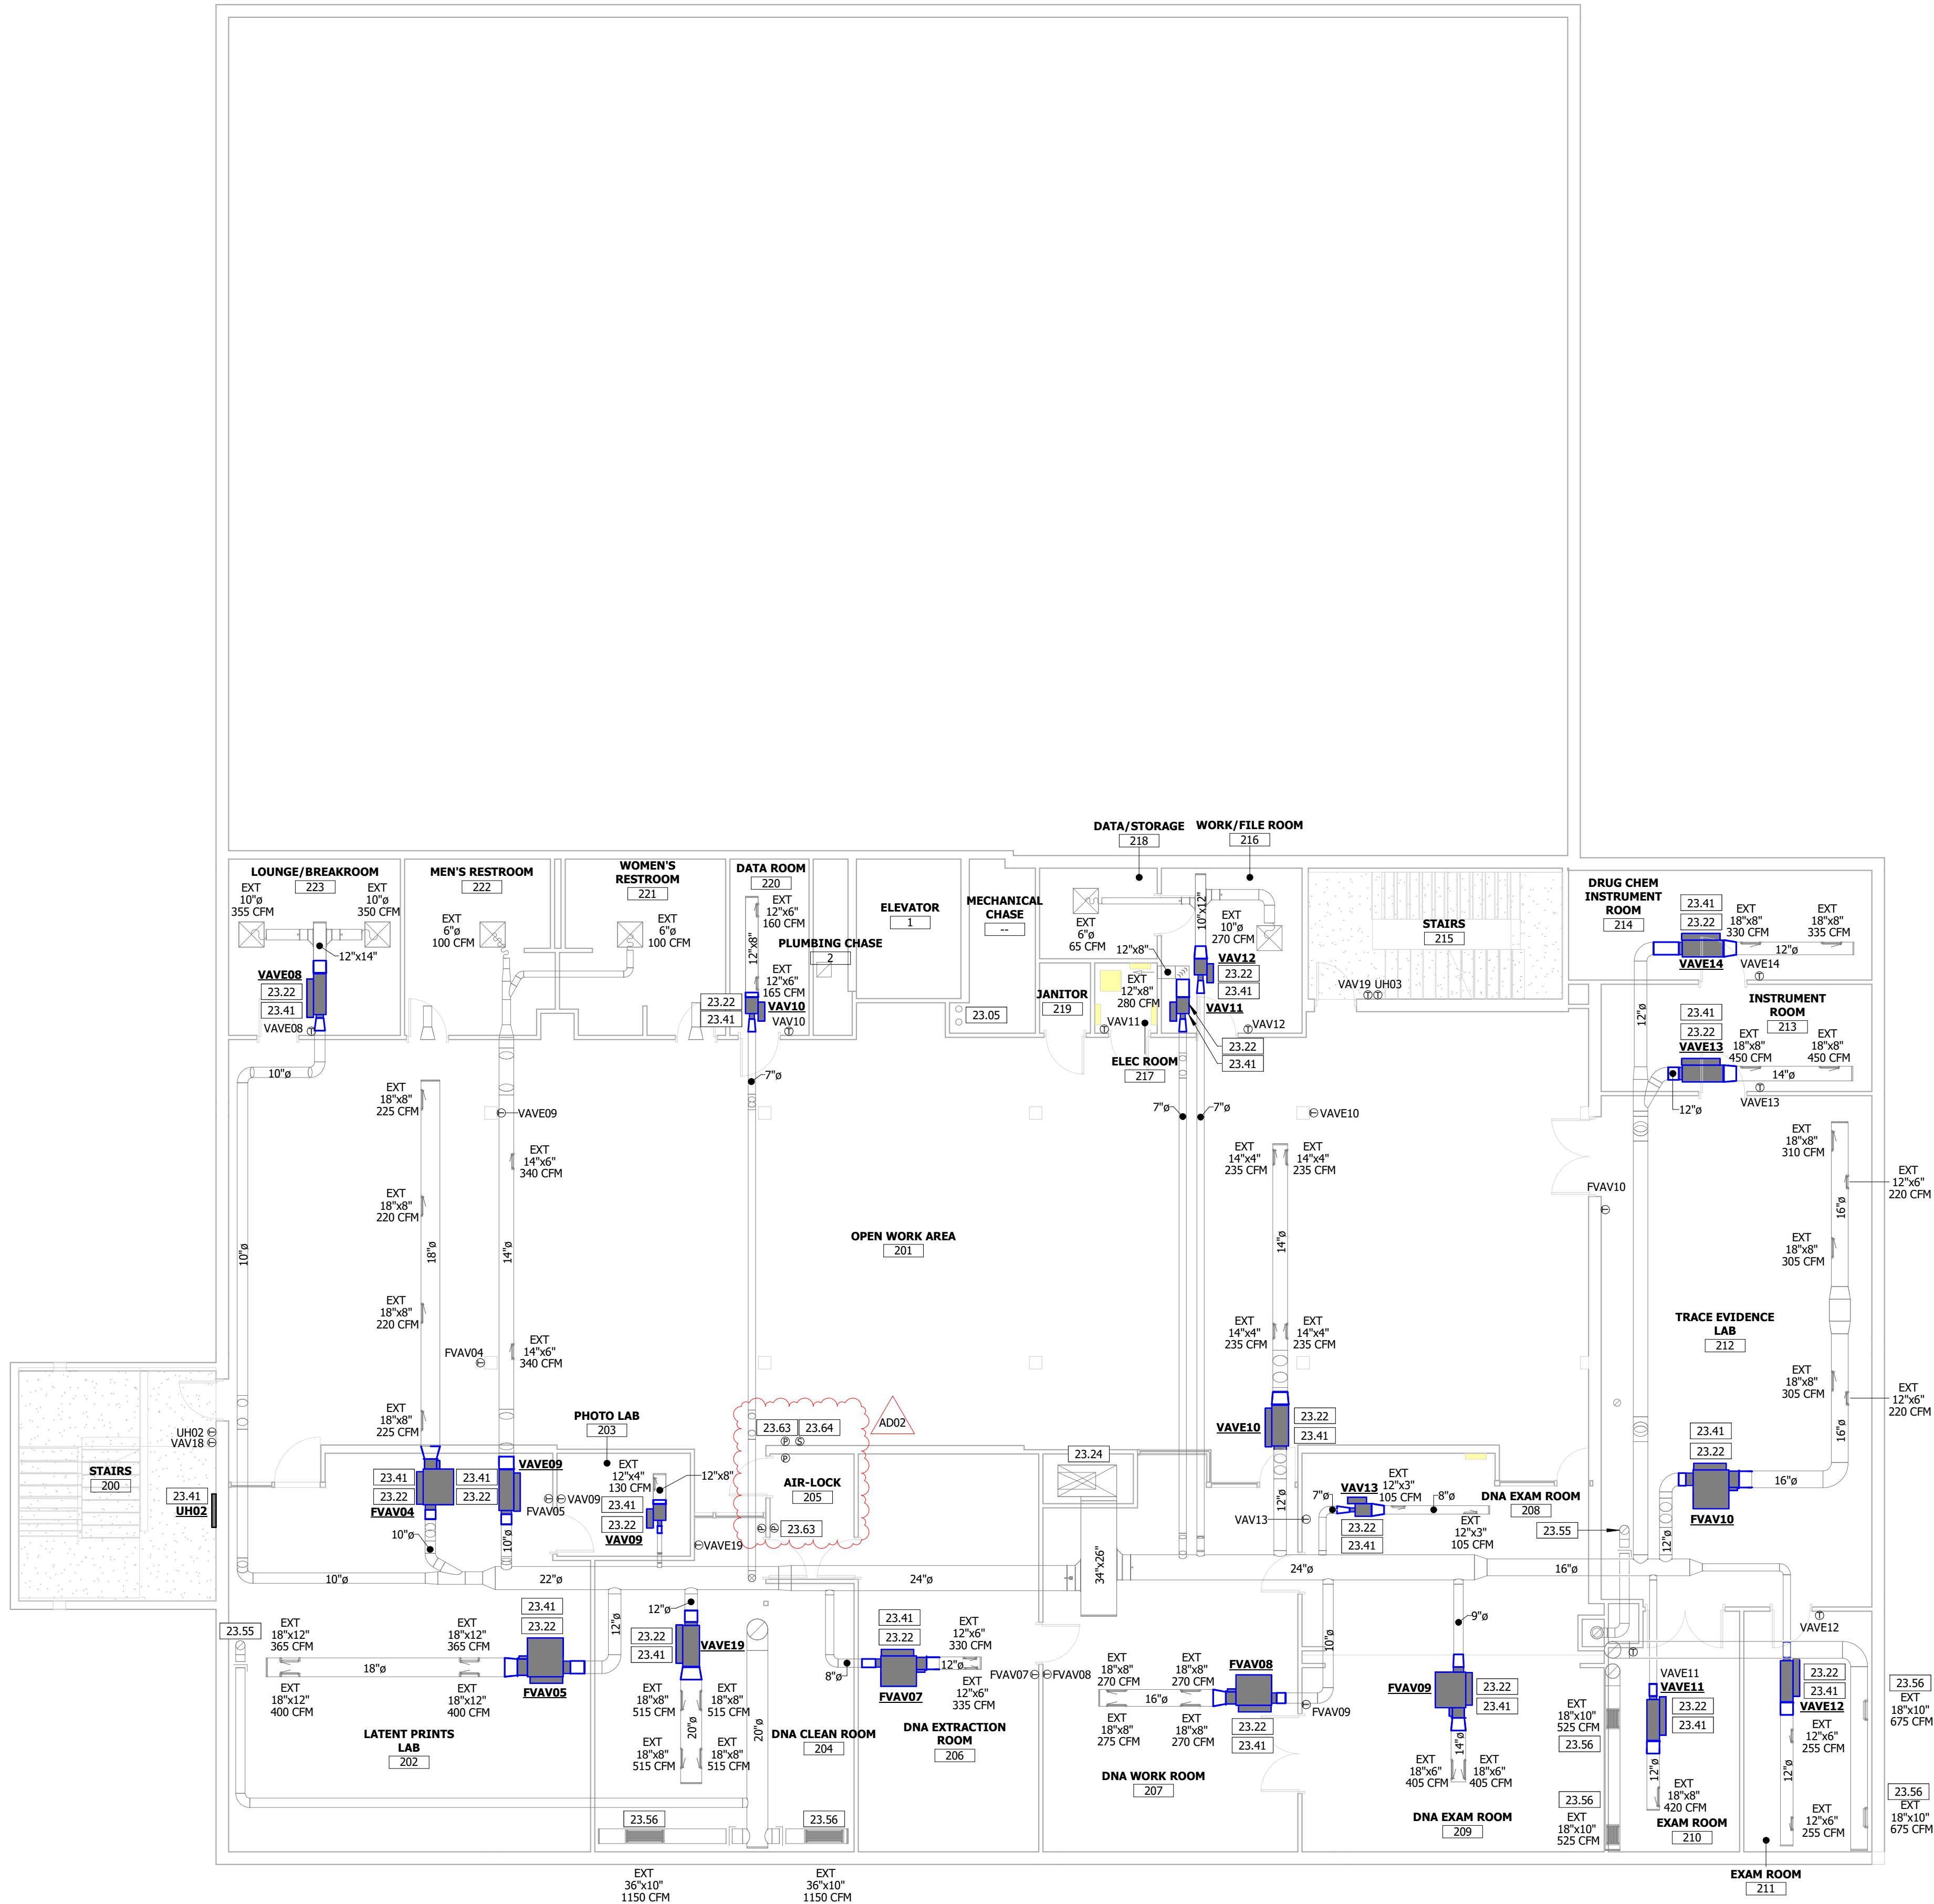 DATA/STORAGE
218
WORK/FILE ROOM
216
LOUNGE/BREAKROOM
223
EXT
10"ø
355 CFM
EXT
10"ø
350 CFM
12"x14"
VAVE08
23.22
23.41
VAVE08
10"ø
MEN'S RESTROOM
222
EXT
6"ø
100 CFM
WOMEN'S
RESTROOM
221
EXT
6"ø
100 CFM
DATA ROOM
220
EXT
12"x6"
160 CFM
12"x8"
EXT
12"x6"
165 CFM
23.22
23.41
VAV10
VAV10
7"ø
PLUMBING CHASE
2
ELEVATOR
1
MECHANICAL
CHASE
--
23.05
EXT
6"ø
65 CFM
JANITOR
219
12"x8"
EXT
12"x8"
280 CFM
VAV11
ELEC ROOM
217
10"x12"
EXT
10"ø
270 CFM
VAV12
23.22
23.41
VAV11
VAV12
23.22
23.41
7"ø
7"ø
STAIRS
215
VAV19 UH03
DRUG CHEM
INSTRUMENT
ROOM
214
23.41
23.22
EXT
18"x8"
330 CFM
EXT
18"x8"
335 CFM
12"ø
VAVE14
VAVE14
12"ø
INSTRUMENT
ROOM
213
23.41
23.22
VAVE13
EXT
18"x8"
450 CFM
EXT
18"x8"
450 CFM
14"ø
VAVE13
12"ø
EXT
18"x8"
225 CFM
VAVE09
EXT
14"x6"
340 CFM
EXT
18"x8"
220 CFM
10"ø
18"ø
14"ø
EXT
18"x8"
220 CFM
EXT
14"x6"
340 CFM
FVAV04
EXT
18"x8"
225 CFM
OPEN WORK AREA
201
VAVE10
EXT
14"x4"
235 CFM
EXT
14"x4"
235 CFM
14"ø
EXT
14"x4"
235 CFM
EXT
14"x4"
235 CFM
VAVE10
23.22
23.41
12"ø
FVAV10
EXT
18"x8"
310 CFM
EXT
12"x6"
220 CFM
16"ø
EXT
18"x8"
305 CFM
TRACE EVIDENCE
LAB
212
EXT
18"x8"
305 CFM
EXT
12"x6"
220 CFM
16"ø
23.41
23.22
16"ø
FVAV10
12"ø
UH02
VAV18
STAIRS
200
23.41
UH02
23.41
23.22
FVAV04
23.41
23.22
VAVE09
10"ø
10"ø
FVAV05
VAV09
PHOTO LAB
203
EXT
12"x4"
130 CFM
12"x8"
23.41
23.22
VAV09
VAVE19
23.63
23.64
AD02
P
S
P
AIR-LOCK
205
P
P
23.63
23.24
34"x26"
VAV13
7"ø
EXT
12"x3"
105 CFM
8"ø
VAV13
23.22
23.41
EXT
12"x3"
105 CFM
DNA EXAM ROOM
208
23.55
10"ø
22"ø
24"ø
24"ø
16"ø
23.55
EXT
18"x12"
365 CFM
EXT
18"x12"
365 CFM
18"ø
EXT
18"x12"
400 CFM
EXT
18"x12"
400 CFM
23.41
23.22
FVAV05
12"ø
LATENT PRINTS
LAB
202
12"ø
23.22
23.41
VAVE19
EXT
18"x8"
515 CFM
EXT
18"x8"
515 CFM
20"ø
EXT
18"x8"
515 CFM
EXT
18"x8"
515 CFM
20"ø
DNA CLEAN ROOM
204
23.56
23.56
EXT
36"x10"
1150 CFM
EXT
36"x10"
1150 CFM
8"ø
23.41
23.22
FVAV07
EXT
12"x6"
330 CFM
12"ø
EXT
12"x6"
335 CFM
DNA EXTRACTION
ROOM
206
FVAV07
FVAV08
EXT
18"x8"
270 CFM
EXT
18"x8"
270 CFM
16"ø
EXT
18"x8"
275 CFM
EXT
18"x8"
270 CFM
FVAV08
23.22
23.41
10"ø
DNA WORK ROOM
207
FVAV09
9"ø
FVAV09
23.22
23.41
14"ø
EXT
18"x6"
405 CFM
EXT
18"x6"
405 CFM
DNA EXAM ROOM
209
EXT
18"x10"
525 CFM
23.56
23.56
EXT
18"x10"
525 CFM
VAVE11
VAVE11
23.22
23.41
12"ø
EXT
18"x8"
420 CFM
EXAM ROOM
210
VAVE12
23.22
23.41
VAVE12
EXT
12"x6"
255 CFM
12"ø
EXT
12"x6"
255 CFM
EXAM ROOM
211
23.56
EXT
18"x10"
675 CFM
23.56
EXT
18"x10"
675 CFM